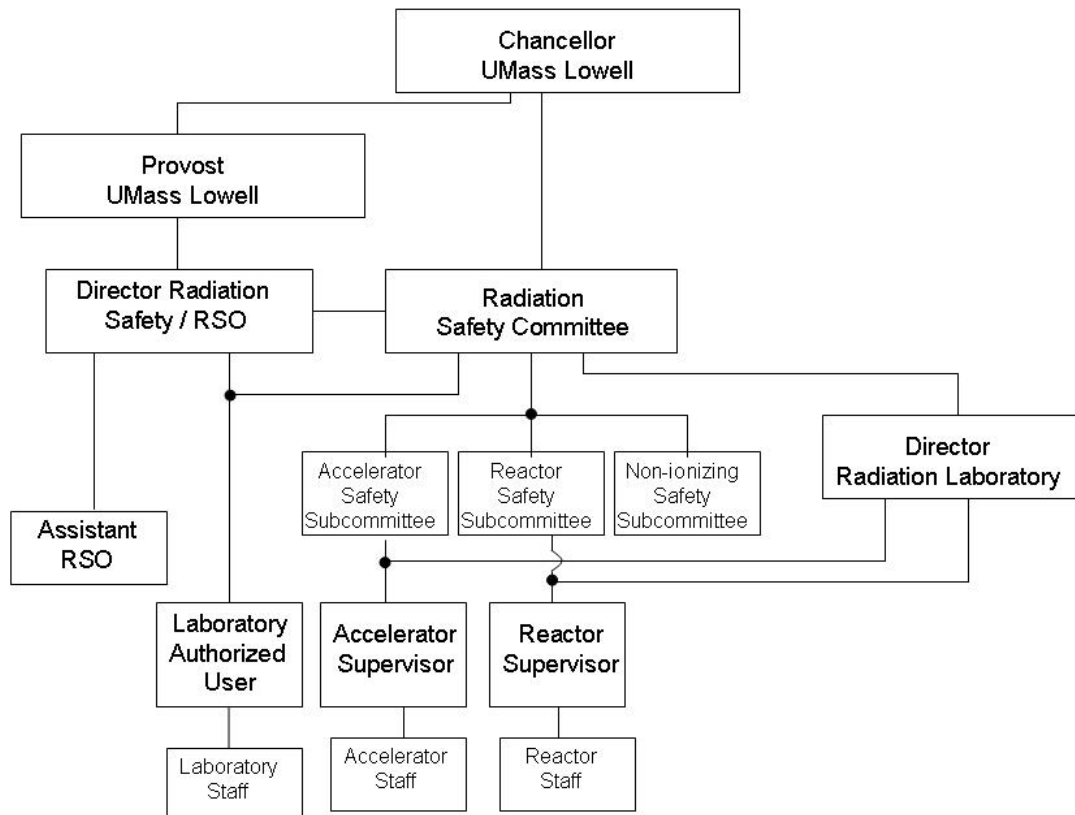 Chancellor
UMass Lowell
Provost
UMass Lowell
Director Radiation
Safety / RSO
Radiation
Safety Committee
Director
Radiation Laboratory
Accelerator
Safety
Subcommittee
Reactor
Safety
Subcommittee
Non-ionizing
Safety
Subcommittee
Assistant
RSO
Laboratory
Authorized
User
Accelerator
Supervisor
Reactor
Supervisor
Laboratory
Staff
Accelerator
Staff
Reactor
Staff